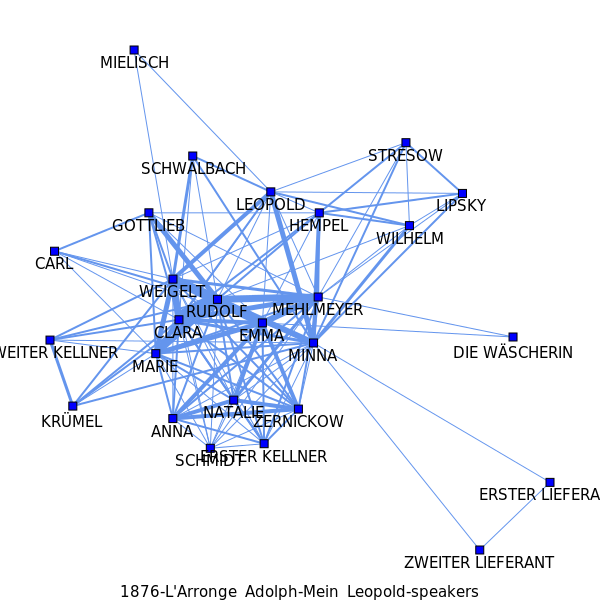 MIELISCH
STRESOW
SCHWALBACH
LEOPOLD
LIPSKY
GOTTLIEB
HEMPEL
WILHELM
CARL
WEIGELT
RUDOLF
MEHLMEYER
CLARA
EMMA
WEITER KELLNER
MARIE
MINNA
DIE WÄSCHERIN
KRÜMEL
NATALIE
ZERNICKOW
ANNA
SCHMIDT
ERSTER KELLNER
ERSTER LIEFERA
ZWEITER LIEFERANT
1876-L'Arronge_Adolph-Mein_Leopold-speakers